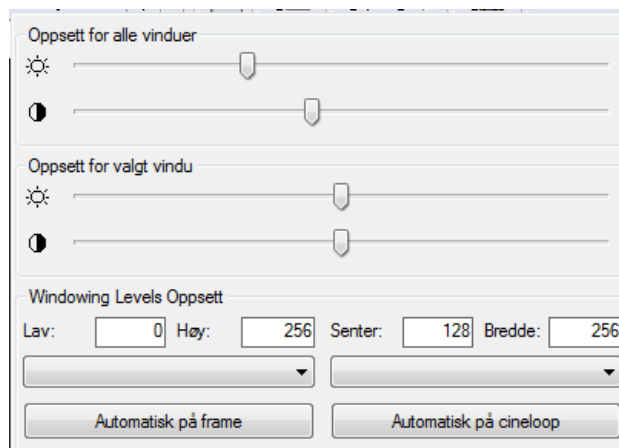 Oppsett for alle vinduer
Oppsett for valgt vindu
Windowing Levels Oppsett
Lav: 0 Høy: 256 Senter: 128 Bredde: 256
Automatisk på frame Automatisk på cineloop